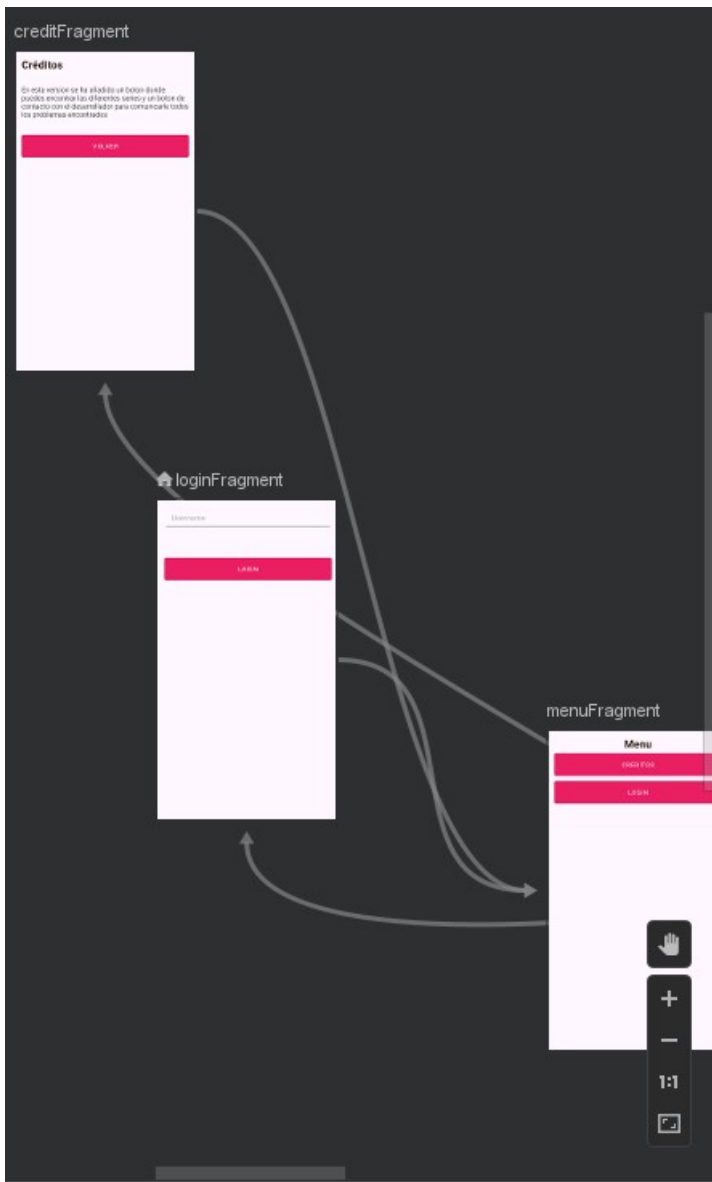 creditFragment
Créditos
En esta versión se ha añadido un boton donde
puedes encontrar las diferentes series y un boton de
contacto con el desarrollador para comunicarle todos
los problemas encontrados
VOLVER
loginFragment
Username
LOGIN
menuFragment
Menu
CREDITOS
LOGIN
1:1